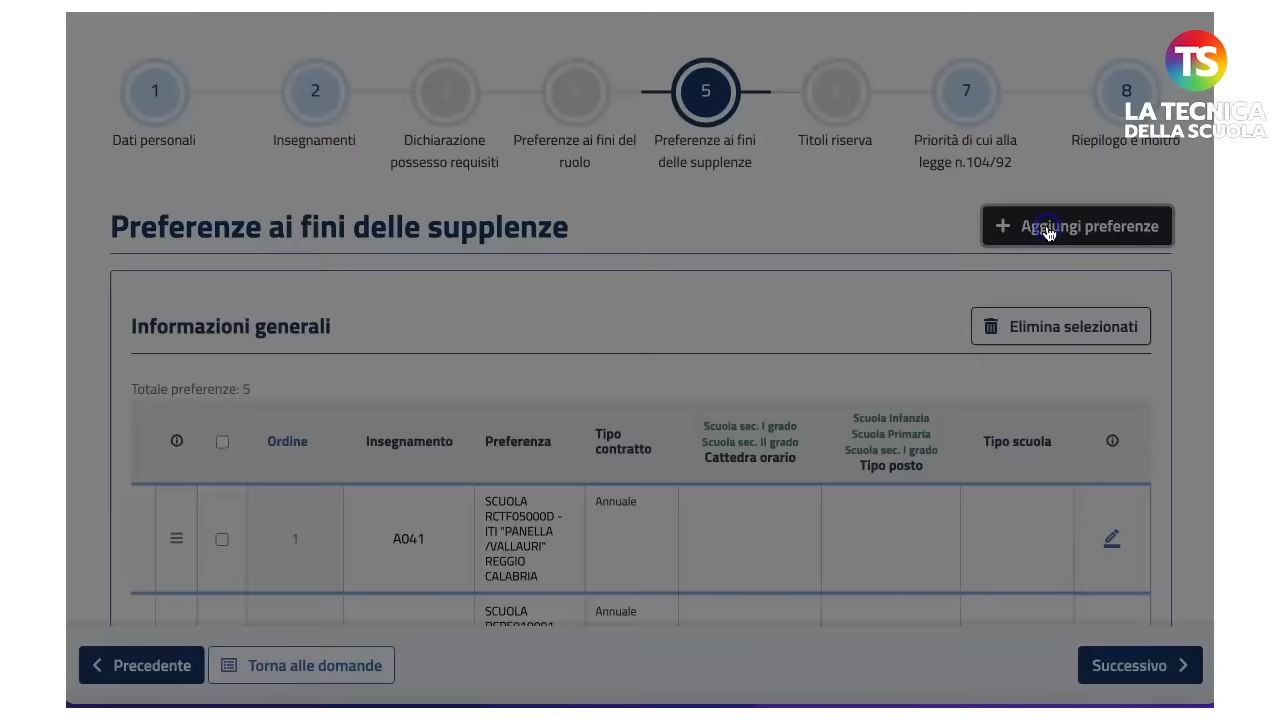 TS
LA TECNICA
DELLA SCUOLA
1
2
5
7
8
Dati personali
Insegnamenti
Dichiarazione
possesso requisiti
Preferenze ai fini del
ruolo
Preferenze ai fini
delle supplenze
Titoli riserva
Priorità di cui alla
legge n.104/92
Riepilogo e inoltro
Preferenze ai fini delle supplenze
Aggiungi preferenze
Informazioni generali
Elimina selezionati
Totale preferenze: 5
Ordine
Insegnamento
Preferenza
Tipo
contratto
Scuola sec. I grado
Scuola sec. II grado
Cattedra orario
Scuola Infanzia
Scuola Primaria
Scuola sec. I grado
Tipo posto
Tipo scuola
1
A041
SCUOLA
RCTF05000D -
ITI "PANELLA
/VALLAURI"
REGGIO
CALABRIA
Annuale
SCUOLA
Annuale
Precedente
Torna alle domande
Successivo